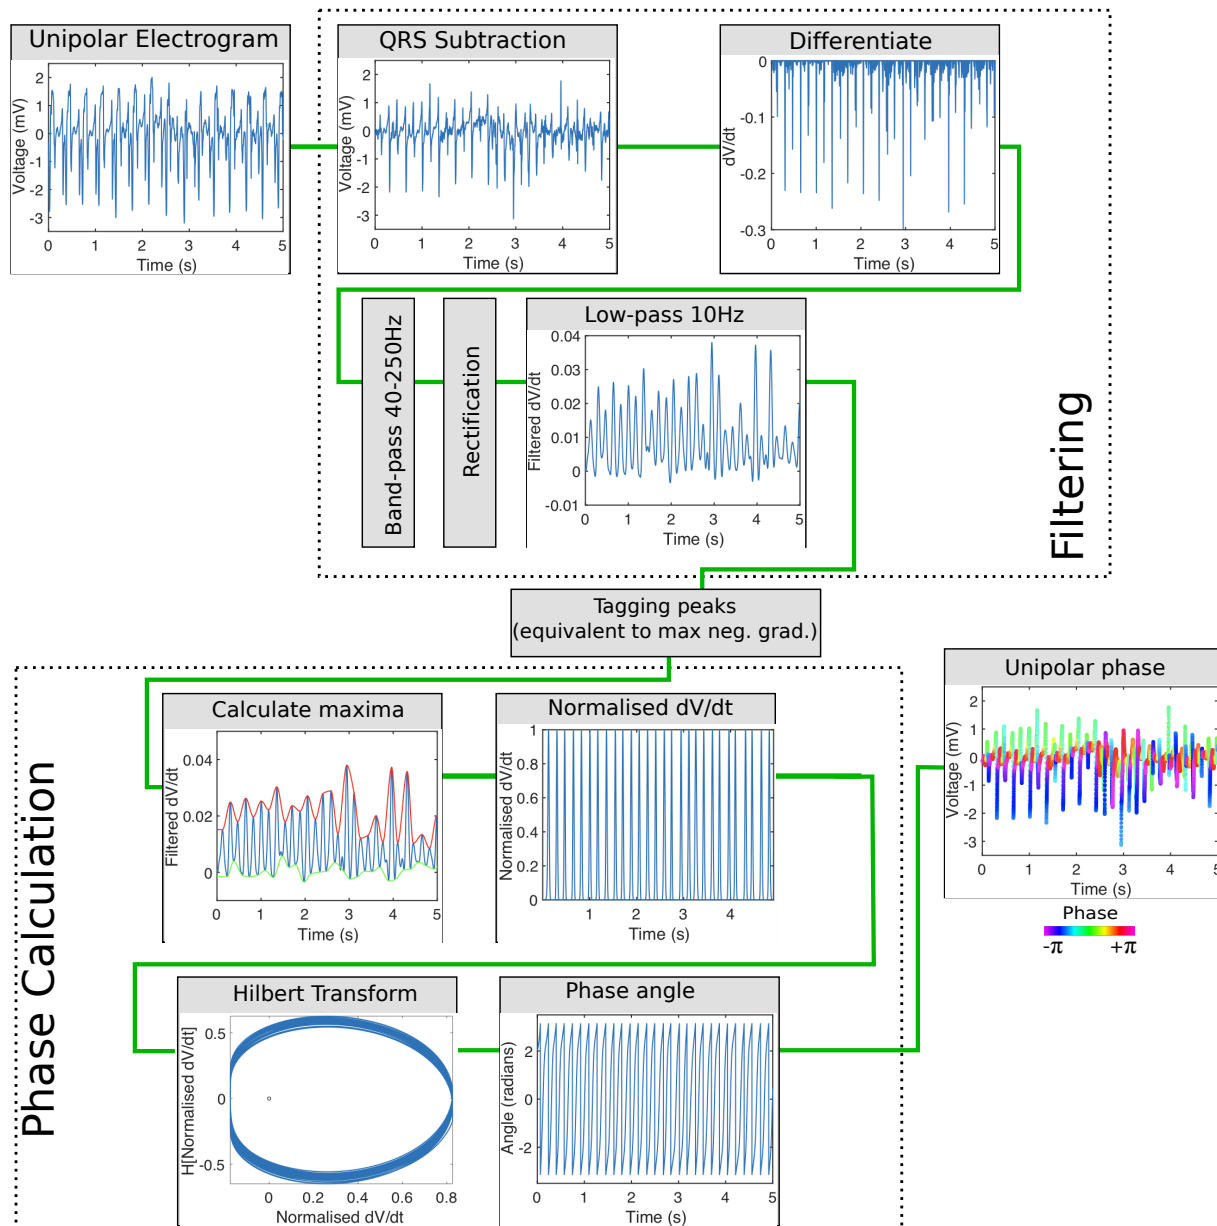 Unipolar Electrogram
Voltage (mV)
2
1
0
-1
-2
-3
0 1 2 3 4 5
Time (s)
QRS Subtraction
Voltage (mV)
2
1
0
-1
-2
-3
0 1 2 3 4 5
Time (s)
Differentiate
dV/dt
0
-0.1
-0.2
-0.3
0 1 2 3 4 5
Time (s)
Band-pass 40-250Hz
Rectification
Low-pass 10Hz
Filtered dV/dt
0.04
0.03
0.02
0.01
0
-0.01
0 1 2 3 4 5
Time (s)
Filtering
Tagging peaks
(equivalent to max neg. grad.)
Phase Calculation
Calculate maxima
Filtered dV/dt
0.04
0.02
0
0 1 2 3 4 5
Time (s)
Normalised dV/dt
Normalised dV/dt
1
0.8
0.6
0.4
0.2
0
1 2 3 4
Time (s)
Hilbert Transform
H[Normalised dV/dt]
0.5
0
-0.5
0 0.2 0.4 0.6 0.8
Normalised dV/dt
Phase angle
Angle (radians)
2
0
-2
0 1 2 3 4 5
Time (s)
Unipolar phase
Voltage (mV)
2
1
0
-1
-2
-3
0 1 2 3 4 5
Time (s)
Phase
-π +π